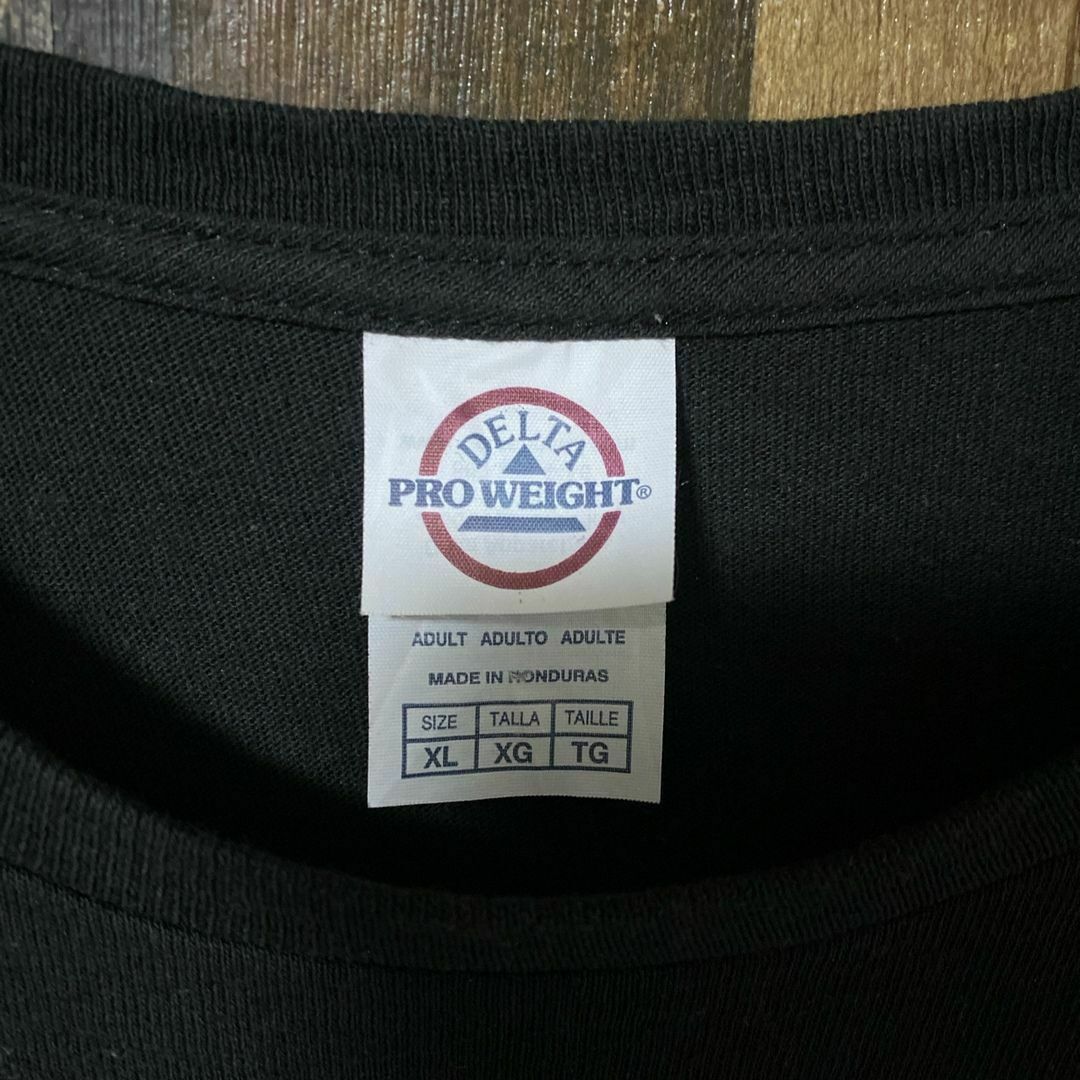 DELTA
PRO WEIGHT®
ADULT ADULTO ADULTE
MADE IN HONDURAS
SIZE TALLA TAILLE
XL XG TG